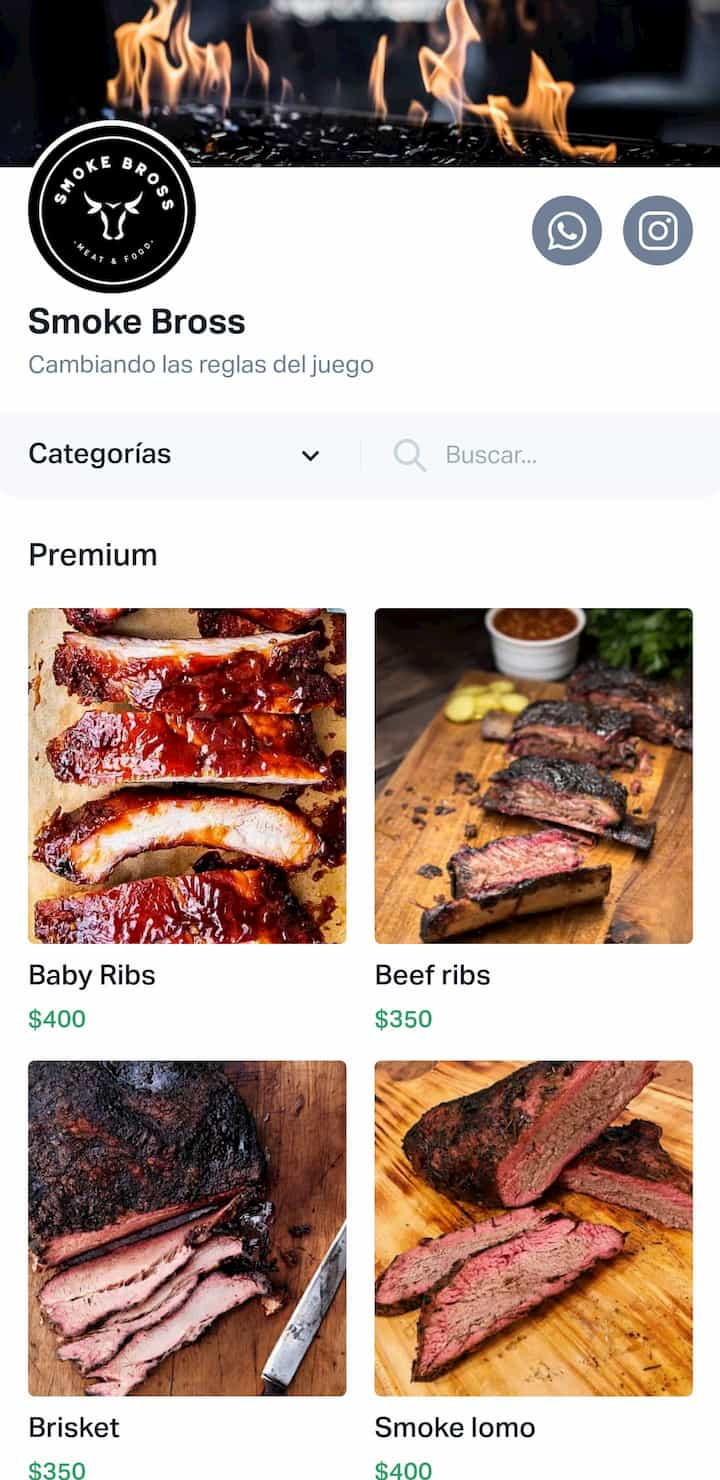 SMOKE BROSS
·MEAT & FOOD·
Smoke Bross
Cambiando las reglas del juego
Categorías
Buscar...
Premium
Baby Ribs
Beef ribs
$400
$350
Brisket
Smoke lomo
$350
$400